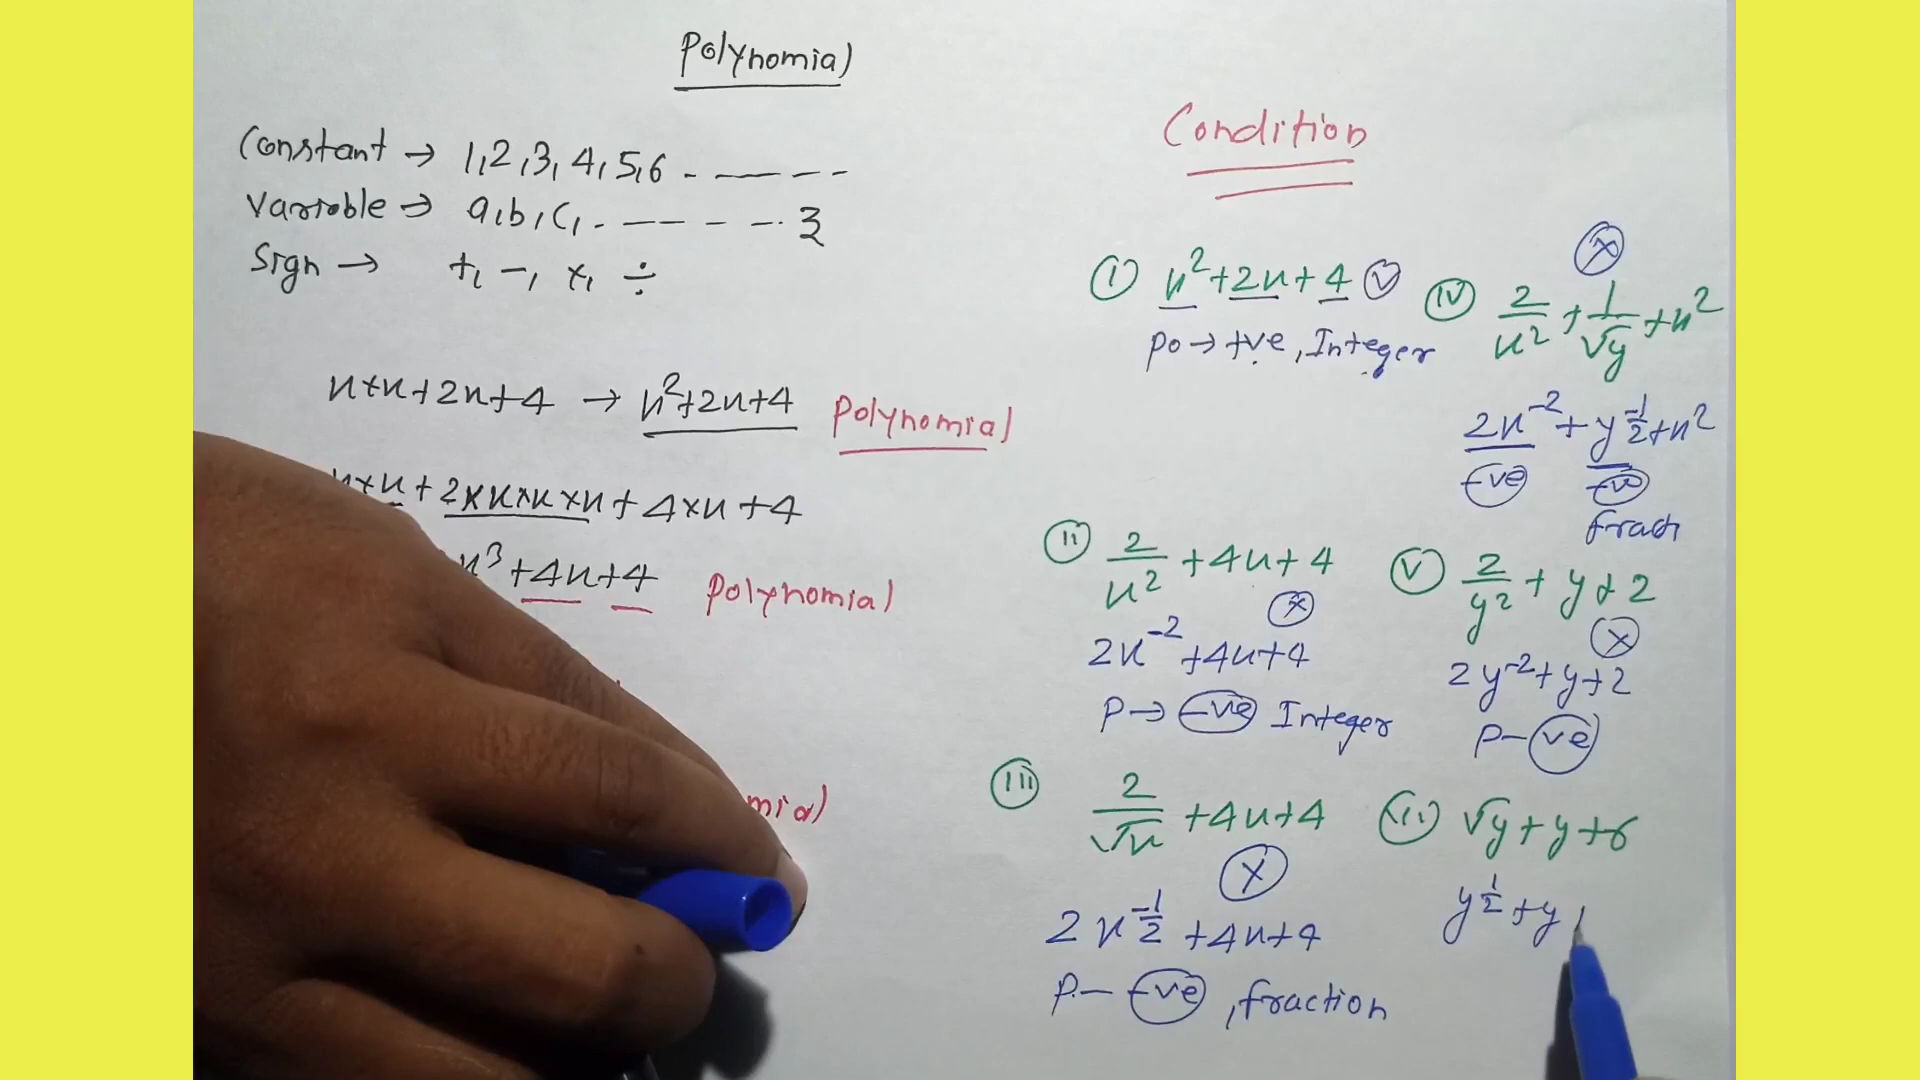 Polynomial
Constant → 1,2,3,4,5,6 - — — - -
Variable → a,b,c, - — — - - - z
Sign → +, -, ×, ÷
x×x+2x+4 → x²+2x+4 Polynomial
x×x + 2×x×x×x + 4×x + 4
x³ +4x+4 Polynomial
mial
Condition
(i) x²+2x+4 ✓
Po → +ve, Integer
(ii) 2/x² + 4x + 4
x
2x⁻² + 4x+4
P → -ve Integer
(iii) 2/√x + 4x+4
x
2x^(-1/2) + 4x+4
P — -ve, fraction
x
(iv) 2/x² + 1/√y + x²
2x⁻² + y^(-1/2) + x²
-ve -ve
fracti
(v) 2/y² + y + 2
x
2y⁻² + y + 2
P -ve
√y + y + 6
y^(1/2) + y